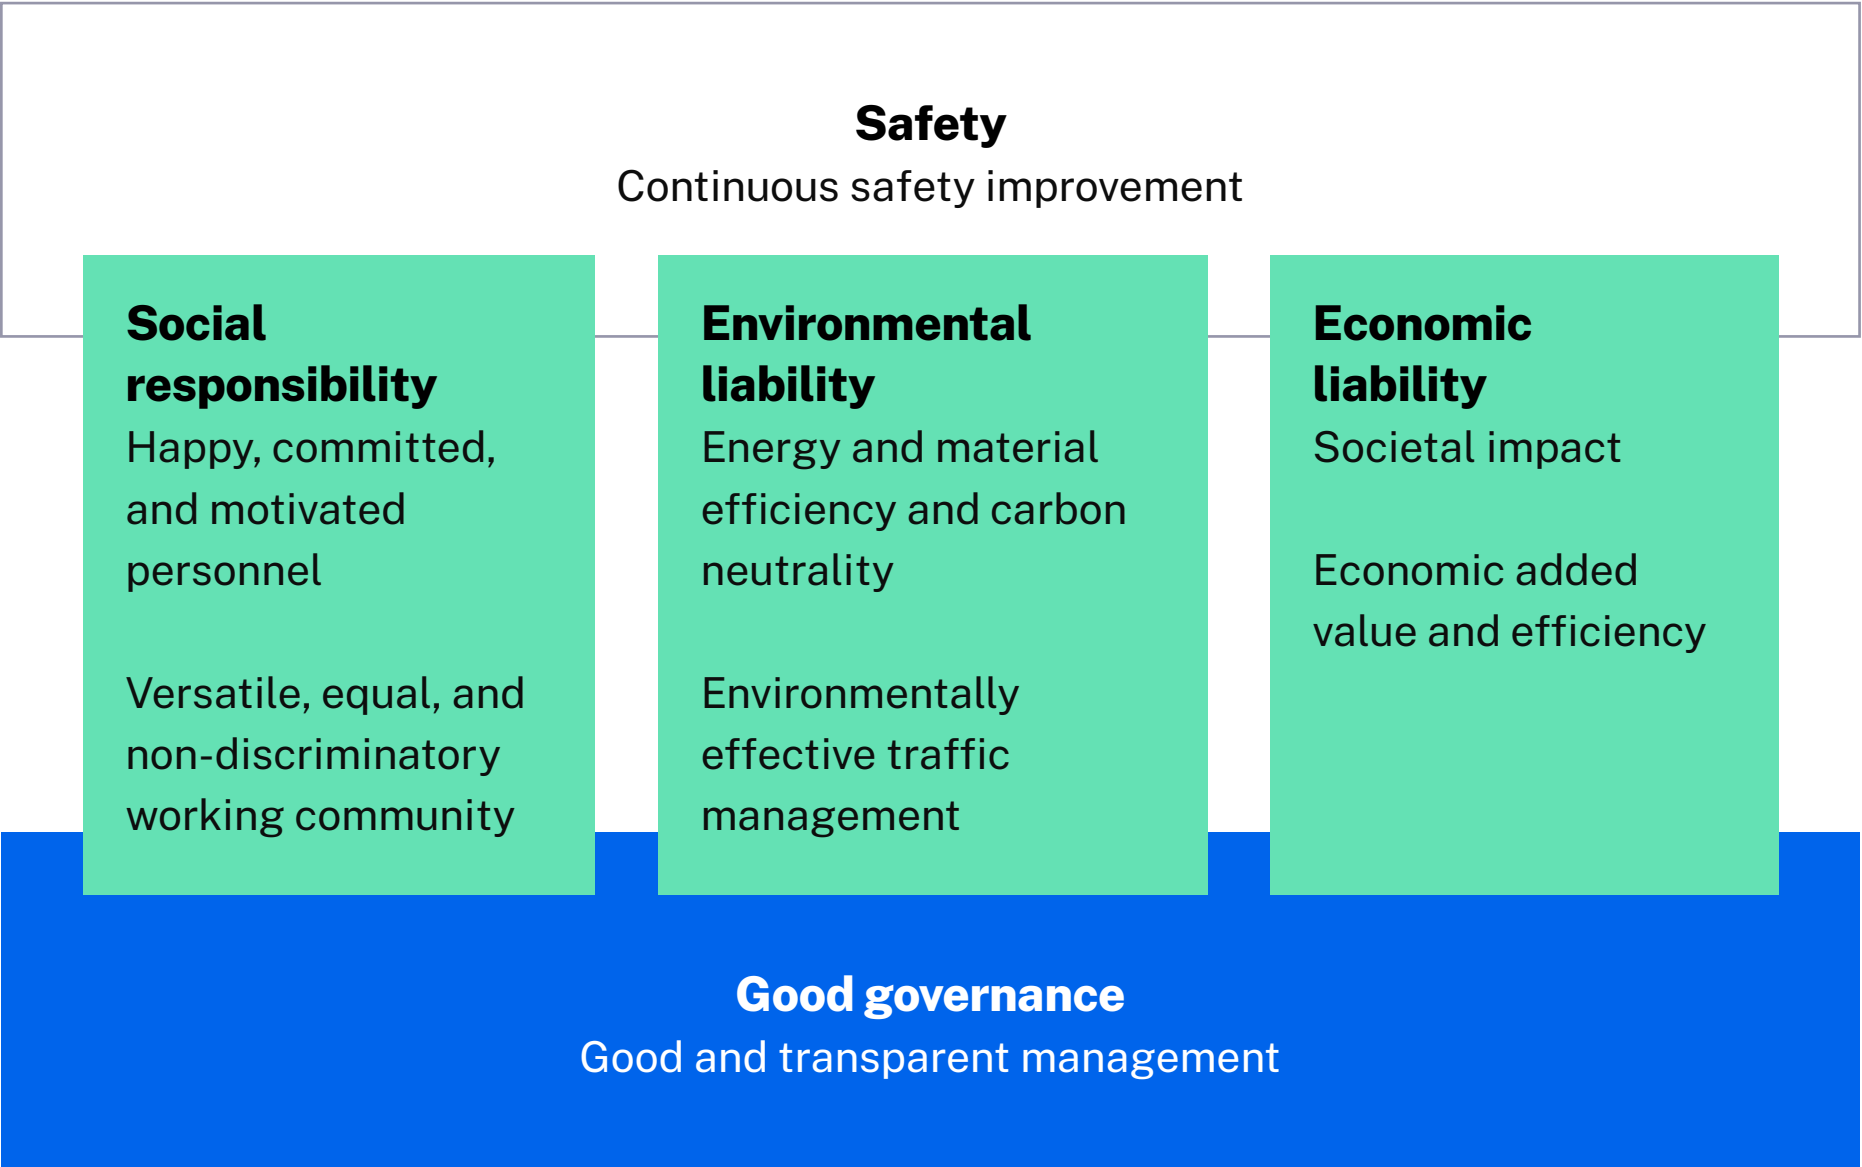 Safety
Continuous safety improvement
Social
responsibility
Happy, committed,
and motivated
personnel
Versatile, equal, and
non-discriminatory
working community
Environmental
liability
Energy and material
efficiency and carbon
neutrality
Environmentally
effective traffic
management
Economic
liability
Societal impact
Economic added
value and efficiency
Good governance
Good and transparent management